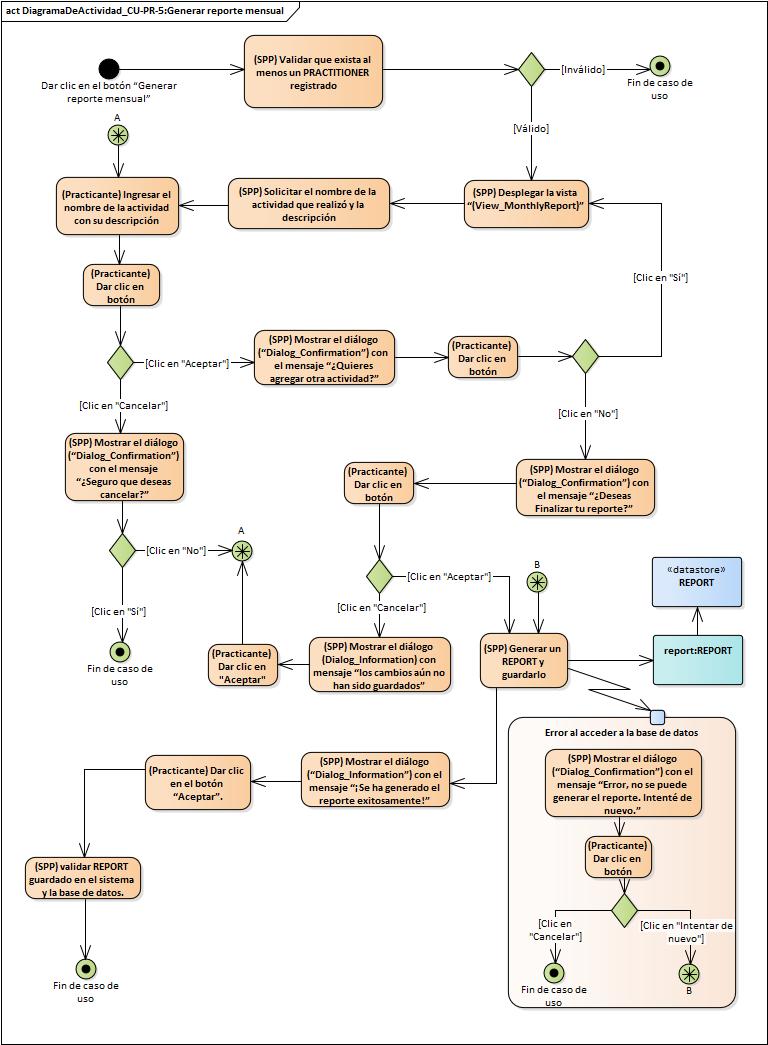 act DiagramaDeActividad_CU-PR-5:Generar reporte mensual
Dar clic en el botón “Generar
reporte mensual”
(SPP) Validar que exista al
menos un PRACTITIONER
registrado
[Inválido]
Fin de caso de
uso
[Válido]
A
(Practicante) Ingresar el
nombre de la actividad
con su descripción
(SPP) Solicitar el nombre de la
actividad que realizó y la
descripción
(SPP) Desplegar la vista
“(View_MonthlyReport)”
(Practicante)
Dar clic en
botón
[Clic en "Sí"]
[Clic en "Aceptar"]
(SPP) Mostrar el diálogo
(“Dialog_Confirmation”) con
el mensaje “¿Quieres
agregar otra actividad?”
(Practicante)
Dar clic en
botón
[Clic en "Cancelar"]
[Clic en "No"]
(SPP) Mostrar el diálogo
(“Dialog_Confirmation”)
con el mensaje
“¿Seguro que deseas
cancelar?”
(Practicante)
Dar clic en
botón
(SPP) Mostrar el diálogo
(“Dialog_Confirmation”) con
el mensaje “¿Deseas
Finalizar tu reporte?”
[Clic en "No"]
A
[Clic en "Sí"]
Fin de caso de
uso
[Clic en "Aceptar"]
[Clic en "Cancelar"]
B
«datastore»
REPORT
(Practicante)
Dar clic en
"Aceptar"
(SPP) Mostrar el diálogo
(Dialog_Information) con
mensaje “los cambios aún no
han sido guardados”
(SPP) Generar un
REPORT y
guardarlo
report:REPORT
Error al acceder a la base de datos
(SPP) Mostrar el diálogo
(“Dialog_Confirmation”) con el
mensaje “Error, no se puede
generar el reporte. Intenté de
nuevo.”
(Practicante) Dar clic
en el botón
“Aceptar”.
(SPP) Mostrar el diálogo
(“Dialog_Information”) con el
mensaje “¡Se ha generado el
reporte exitosamente!”
(Practicante)
Dar clic en
botón
(SPP) validar REPORT
guardado en el sistema
y la base de datos.
[Clic en
"Cancelar"]
[Clic en "Intentar de
nuevo"]
Fin de caso de
uso
Fin de caso de
uso
B